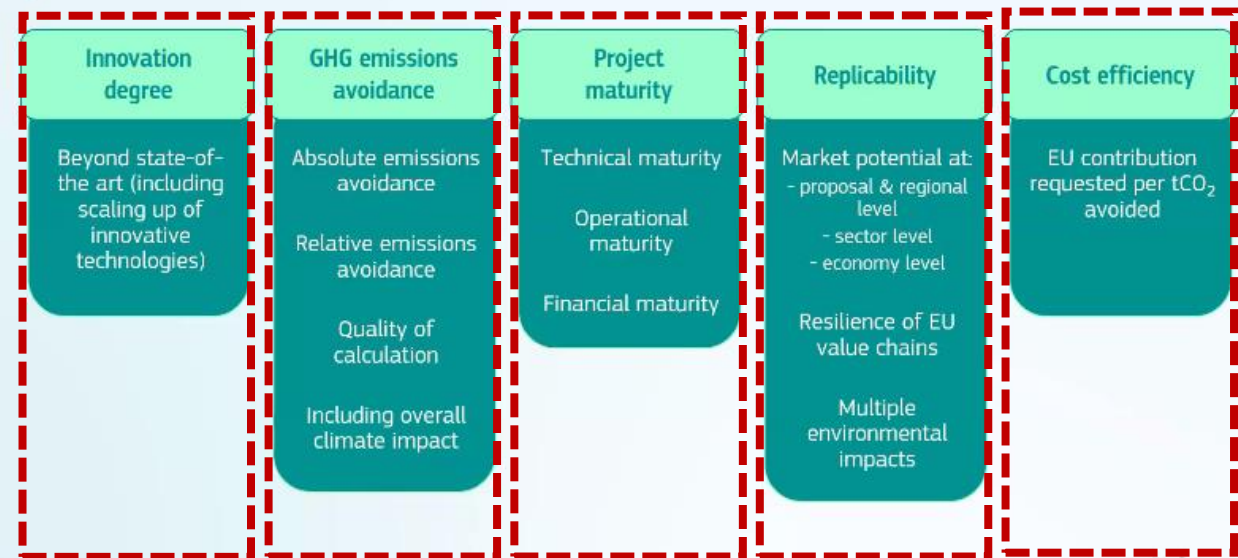 Innovation
degree
Beyond state-of-
the art (including
scaling up of
innovative
technologies)
GHG emissions
avoidance
Absolute emissions
avoidance
Relative emissions
avoidance
Quality of
calculation
Including overall
climate impact
Project
maturity
Technical maturity
Operational
maturity
Financial maturity
Replicability
Market potential at:
- proposal & regional
level
- sector level
- economy level
Resilience of EU
value chains
Multiple
environmental
impacts
Cost efficiency
EU contribution
requested per tCO₂
avoided